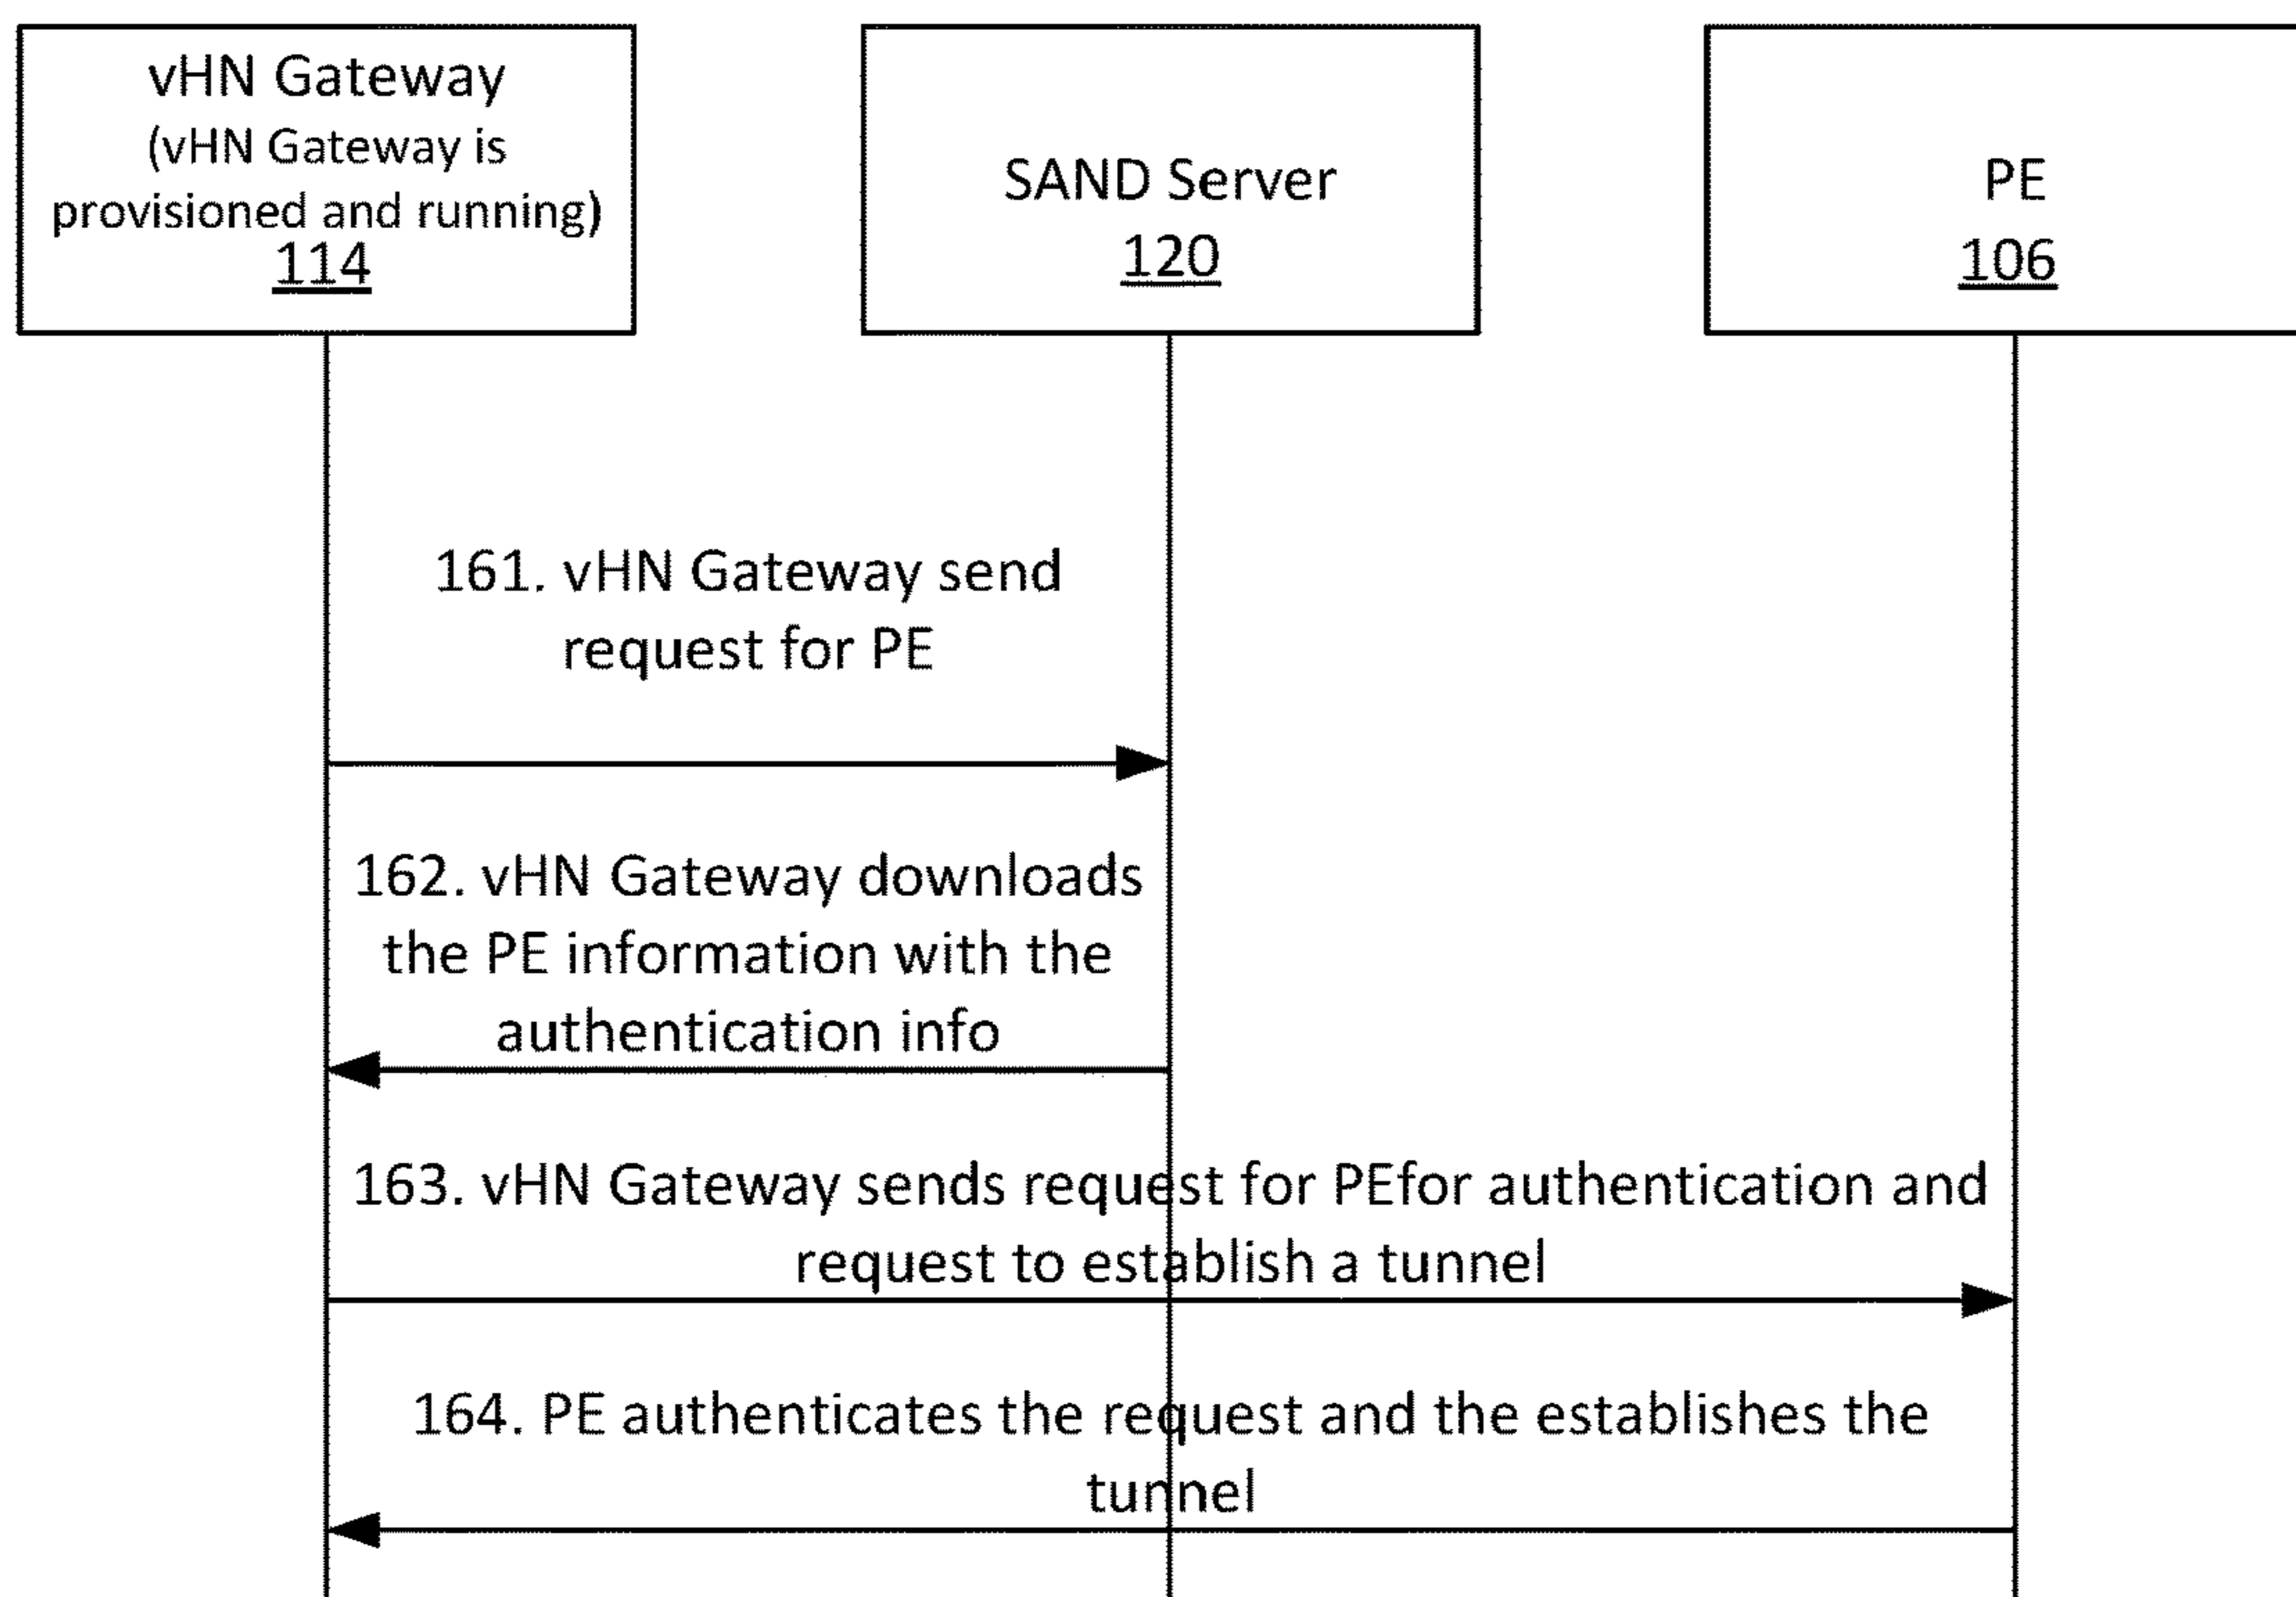 vHN Gateway
(vHN Gateway is
provisioned and running)
114
SAND Server
120
PE
106
161. vHN Gateway send
request for PE
162. vHN Gateway downloads
the PE information with the
authentication info
163. vHN Gateway sends request for PEfor authentication and
request to establish a tunnel
164. PE authenticates the request and the establishes the
tunnel